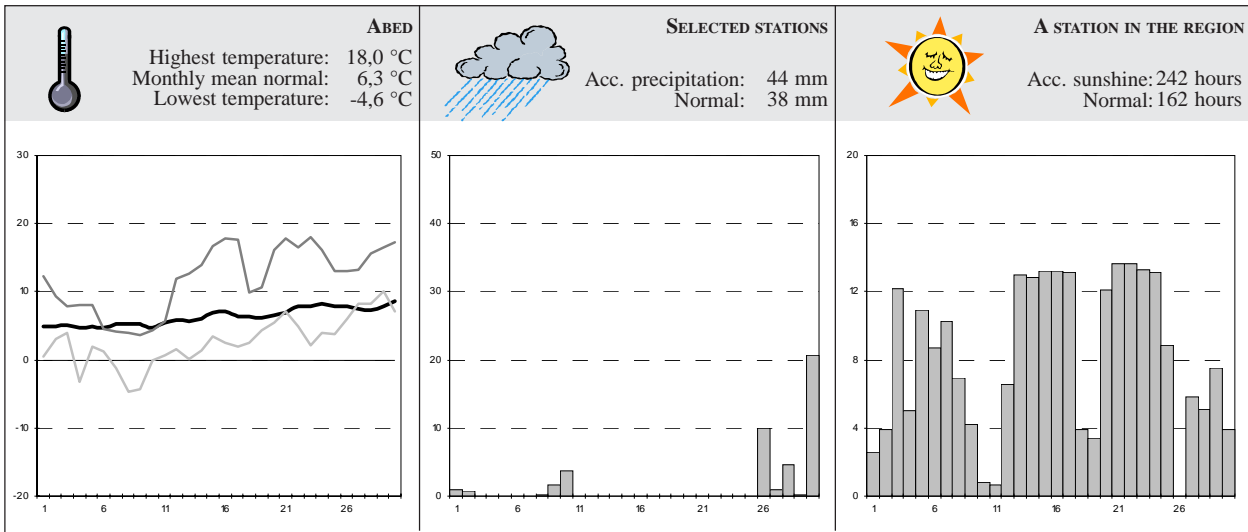 ABED
Highest temperature: 18,0 °C
Monthly mean normal: 6,3 °C
Lowest temperature: -4,6 °C
30
20
10
0
-10
-20
1 6 11 16 21 26
SELECTED STATIONS
Acc. precipitation: 44 mm
Normal: 38 mm
50
40
30
20
10
0
1 6 11 16 21 26
A STATION IN THE REGION
Acc. sunshine: 242 hours
Normal: 162 hours
20
16
12
8
4
0
1 6 11 16 21 26